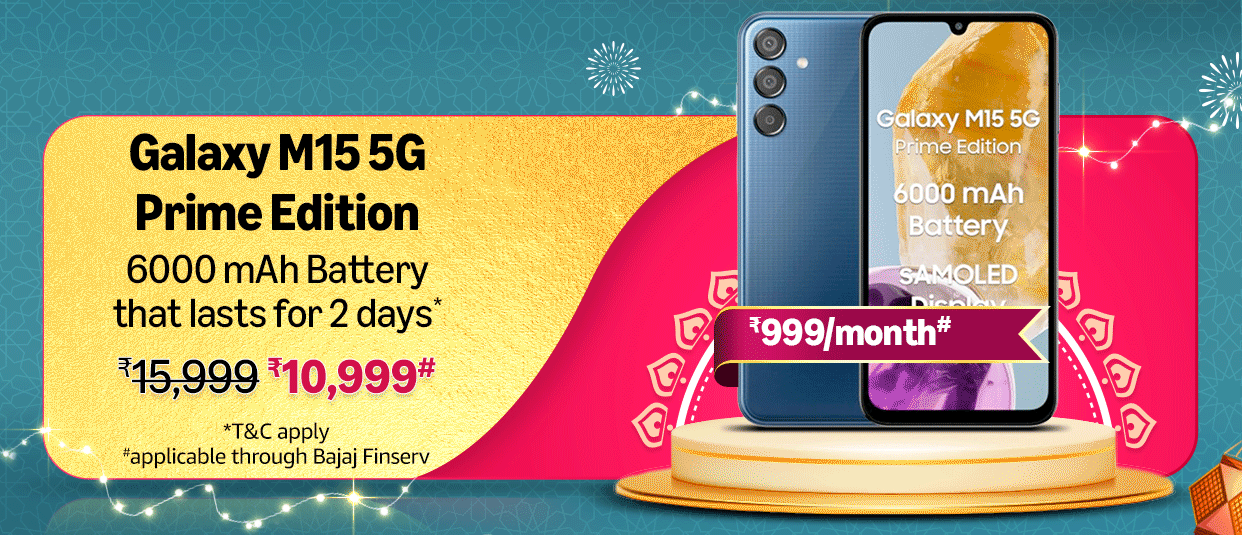 Galaxy M15 5G
Prime Edition
6000 mAh Battery
that lasts for 2 days*
₹15,999 ₹10,999#
*T&C apply
#applicable through Bajaj Finserv
Galaxy M15 5G
Prime Edition
6000 mAh
Battery
sAMOLED
Display
₹999/month#